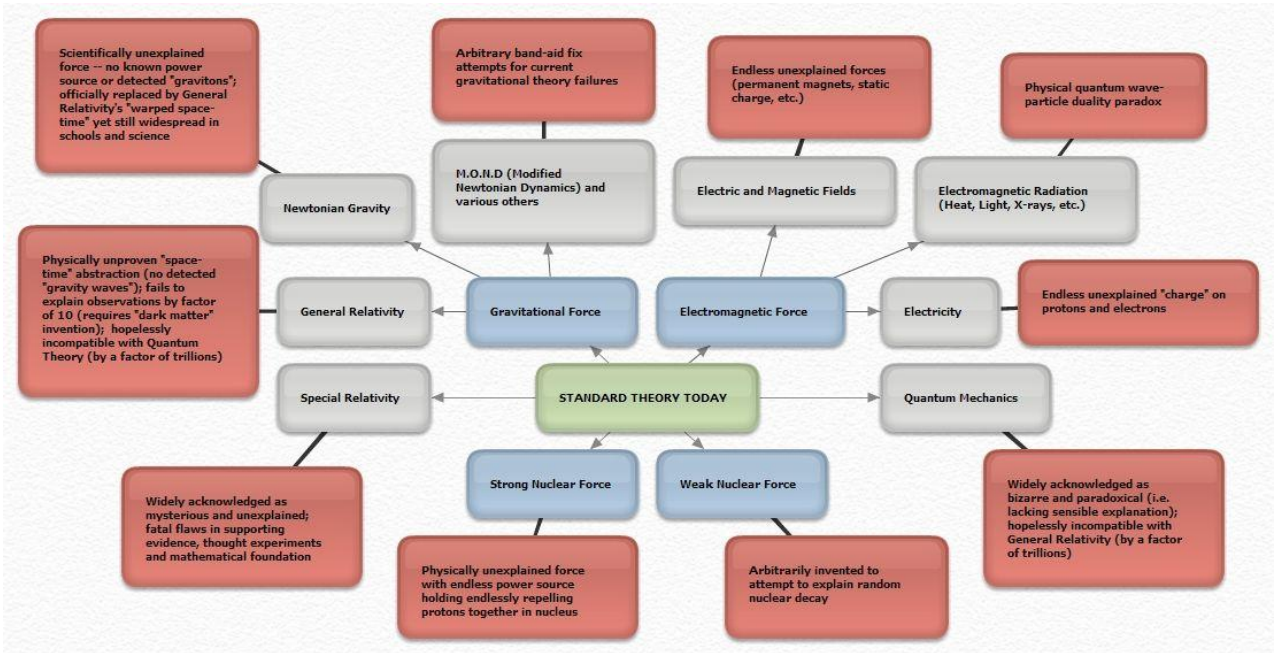 Scientifically unexplained
force -- no known power
source or detected "gravitons";
officially replaced by General
Relativity's "warped space-
time" yet still widespread in
schools and science
Arbitrary band-aid fix
attempts for current
gravitational theory failures
Endless unexplained forces
(permanent magnets, static
charge, etc.)
Physical quantum wave-
particle duality paradox
Newtonian Gravity
M.O.N.D (Modified
Newtonian Dynamics) and
various others
Electric and Magnetic Fields
Electromagnetic Radiation
(Heat, Light, X-rays, etc.)
Physically unproven "space-
time" abstraction (no detected
"gravity waves"); fails to
explain observations by factor
of 10 (requires "dark matter"
invention); hopelessly
incompatible with Quantum
Theory (by a factor of trillions)
General Relativity
Gravitational Force
Electromagnetic Force
Electricity
Endless unexplained "charge" on
protons and electrons
Special Relativity
STANDARD THEORY TODAY
Quantum Mechanics
Strong Nuclear Force
Weak Nuclear Force
Widely acknowledged as
mysterious and unexplained;
fatal flaws in supporting
evidence, thought experiments
and mathematical foundation
Physically unexplained force
with endless power source
holding endlessly repelling
protons together in nucleus
Arbitrarily invented to
attempt to explain random
nuclear decay
Widely acknowledged as
bizarre and paradoxical (i.e.
lacking sensible explanation);
hopelessly incompatible with
General Relativity (by a factor
of trillions)